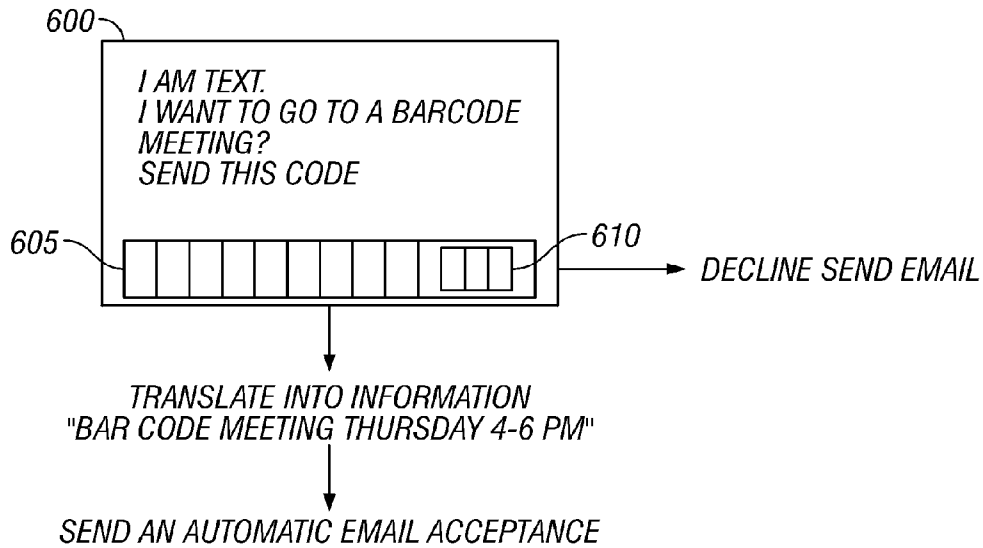 600
I AM TEXT.
I WANT TO GO TO A BARCODE
MEETING?
SEND THIS CODE
605
610
DECLINE SEND EMAIL
TRANSLATE INTO INFORMATION
"BAR CODE MEETING THURSDAY 4-6 PM"
SEND AN AUTOMATIC EMAIL ACCEPTANCE